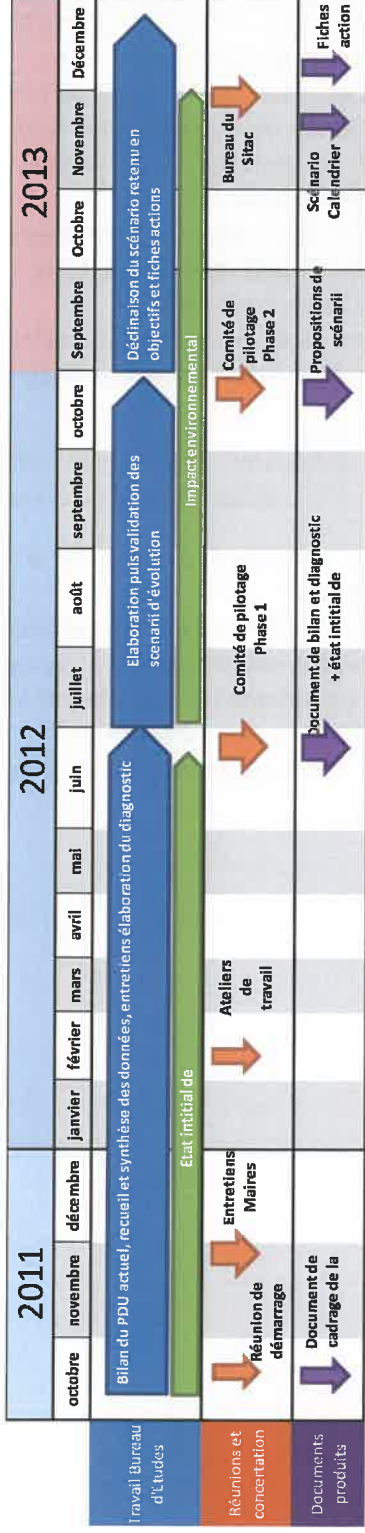 2011
2012
2013
octobre
novembre
décembre
janvier
février
mars
avril
mai
juin
juillet
août
septembre
octobre
Septembre
Octobre
Novembre
Décembre
Travail Bureau
d'Etudes
Bilan du PDU actuel, recueil et synthèse des données, entretiens élaboration du diagnostic
Elaboration puis validation des
scenarii d'évolution
Déclinaison du scénario retenu en
objectifs et fiches actions
Etat intitial de
Impact environnemental
Réunions et
concertation
Réunion de
démarrage
Entretiens
Maires
Ateliers
de
travail
Comité de pilotage
Phase 1
Comité de
pilotage
Phase 2
Bureau du
Sitac
Documents
produits
Document de
cadrage de la
Document de bilan et diagnostic
+ état intitial de
Propositions de
scénarii
Scénario
Calendrier
Fiches
action